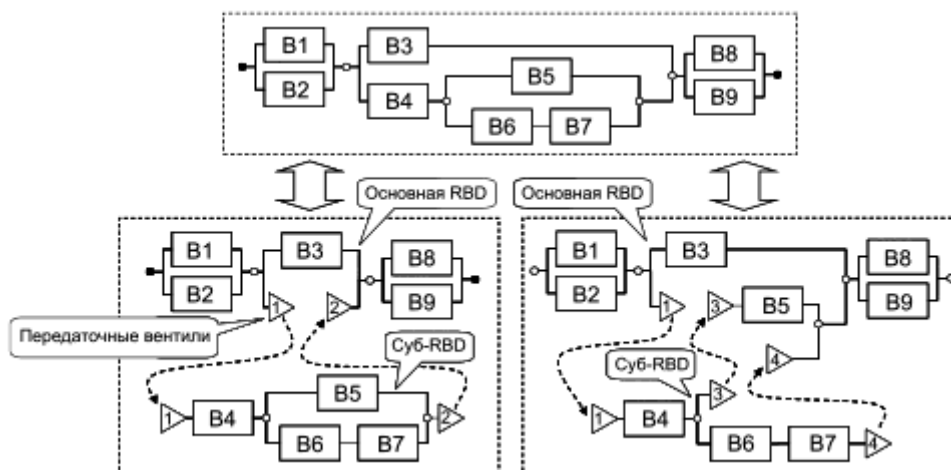 B1
B3
B8
B2
B4
B5
B9
B6
B7
Основная RBD
Основная RBD
B1
B3
B8
B2
B9
1
2
Передаточные вентили
Суб-RBD
1
B4
B5
2
B6
B7
B1
B3
B8
B2
B9
1
3
B5
4
Суб-RBD
1
B4
3
B6
B7
4